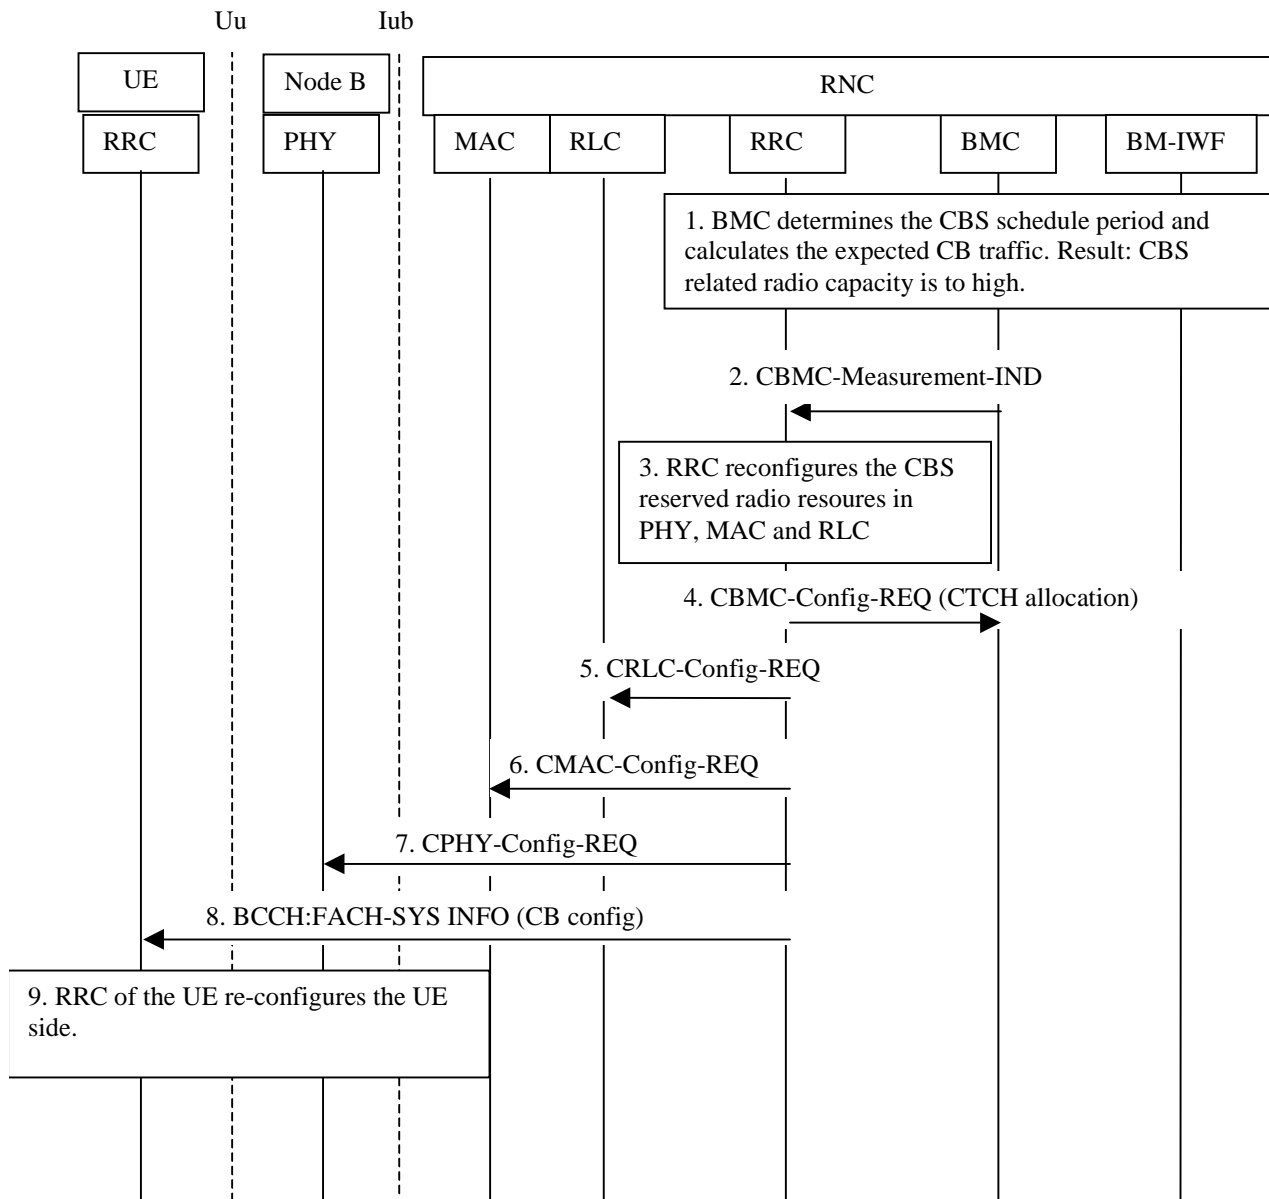 Uu
Iub
UE
Node B
RNC
RRC
PHY
MAC
RLC
RRC
BMC
BM-IWF
1. BMC determines the CBS schedule period and
calculates the expected CB traffic. Result: CBS
related radio capacity is to high.
2. CBMC-Measurement-IND
3. RRC reconfigures the CBS
reserved radio resoures in
PHY, MAC and RLC
4. CBMC-Config-REQ (CTCH allocation)
5. CRLC-Config-REQ
6. CMAC-Config-REQ
7. CPHY-Config-REQ
8. BCCH:FACH-SYS INFO (CB config)
9. RRC of the UE re-configures the UE
side.